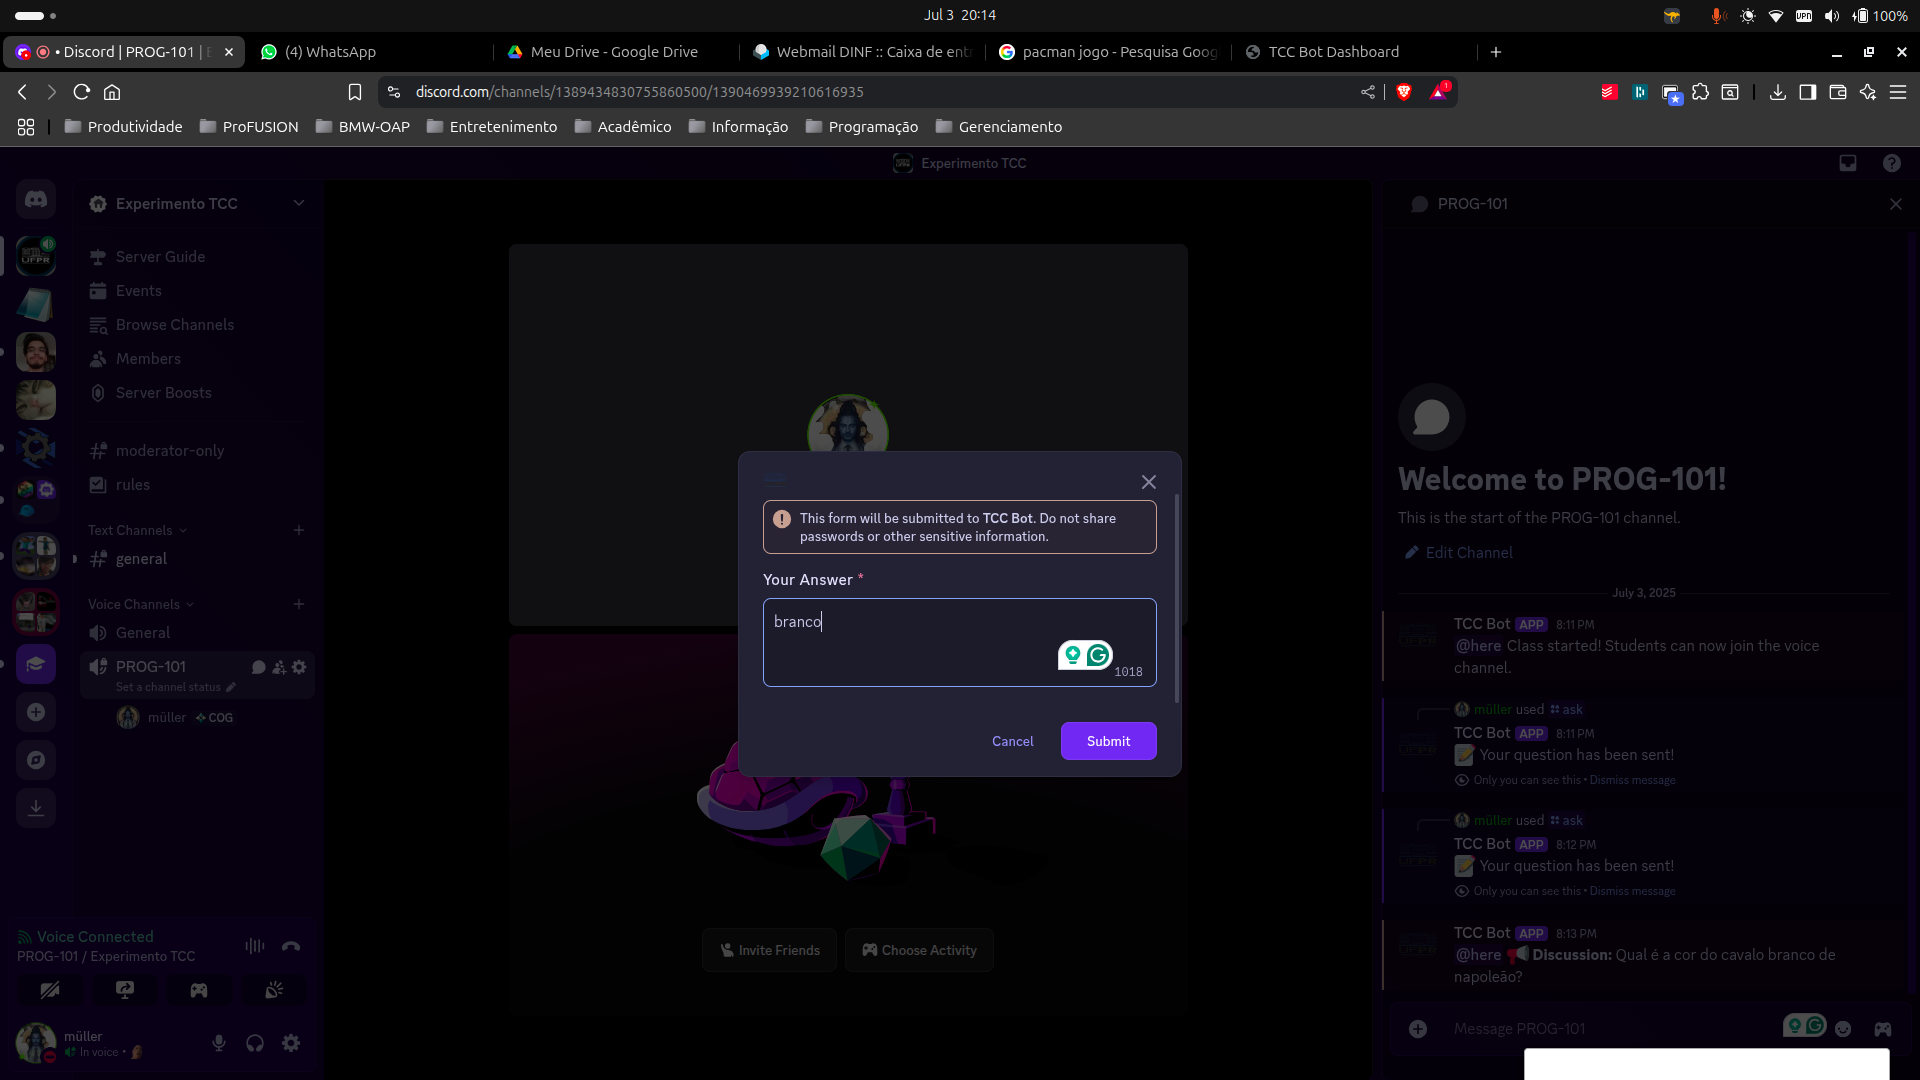 Jul 3 20:14
100%
• Discord | PROG-101 |
(4) WhatsApp
Meu Drive - Google Drive
Webmail DINF :: Caixa de ent
pacman jogo - Pesquisa Goog
TCC Bot Dashboard
discord.com/channels/1389434830755860500/1390469939210616935
1
Produtividade
ProFUSION
BMW-OAP
Entretenimento
Acadêmico
Informação
Programação
Gerenciamento
Experimento TCC
Experimento TCC
Server Guide
Events
Browse Channels
Members
Server Boosts
moderator-only
rules
Text Channels
general
Voice Channels
General
PROG-101
Set a channel status
müller COG
Voice Connected
PROG-101 / Experimento TCC
müller
In voice •
This form will be submitted to TCC Bot. Do not share
passwords or other sensitive information.
Your Answer *
branco
1018
Cancel
Submit
Invite Friends
Choose Activity
PROG-101
Welcome to PROG-101!
This is the start of the PROG-101 channel.
Edit Channel
July 3, 2025
TCC Bot APP 8:11 PM
@here Class started! Students can now join the voice
channel.
müller used ask
TCC Bot APP 8:11 PM
Your question has been sent!
Only you can see this • Dismiss message
müller used ask
TCC Bot APP 8:12 PM
Your question has been sent!
Only you can see this • Dismiss message
TCC Bot APP 8:13 PM
@here Discussion: Qual é a cor do cavalo branco de
napoleão?
Message PROG-101